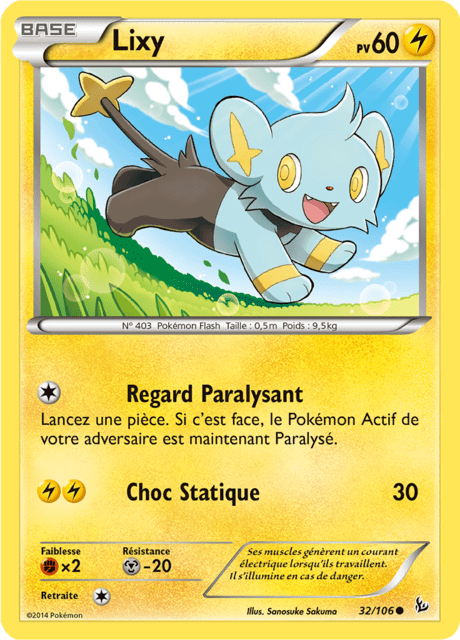 BASE
Lixy
PV60
N° 403 Pokémon Flash Taille : 0,5m Poids : 9,5kg
Regard Paralysant
Lancez une pièce. Si c'est face, le Pokémon Actif de
votre adversaire est maintenant Paralysé.
Choc Statique 30
Faiblesse
×2
Résistance
-20
Retraite
Ses muscles génèrent un courant
électrique lorsqu'ils travaillent.
Il s'illumine en cas de danger.
©2014 Pokémon
Illus. Sanosuke Sakuma
32/106